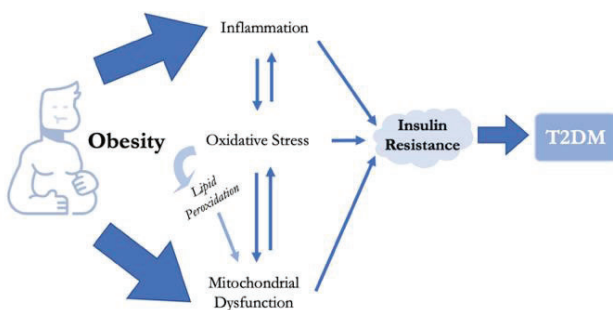 Inflammation
Obesity
Oxidative Stress
Insulin
Resistance
T2DM
Lipid
Peroxidation
Mitochondrial
Dysfunction